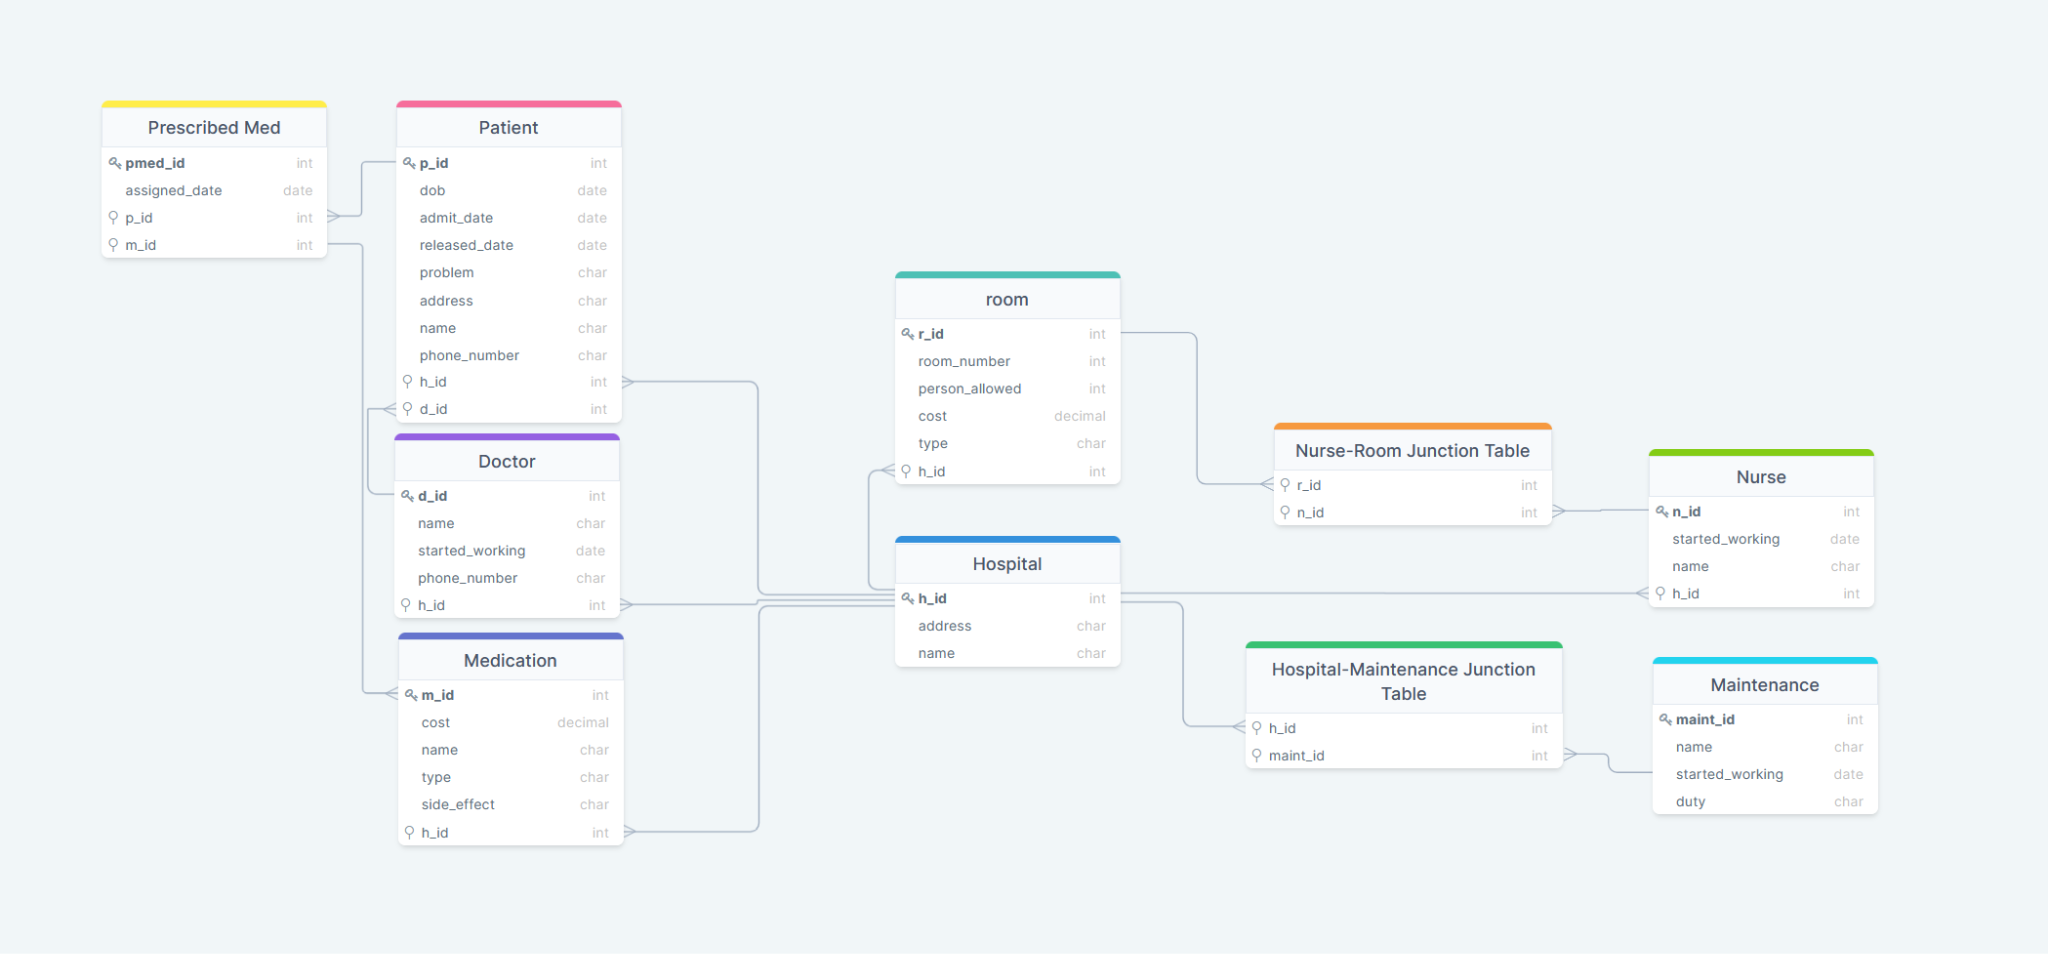 Prescribed Med
pmed_id int
assigned_date date
p_id int
m_id int
Patient
p_id int
dob date
admit_date date
released_date date
problem char
address char
name char
phone_number char
h_id int
d_id int
Doctor
d_id int
name char
started_working date
phone_number char
h_id int
Medication
m_id int
cost decimal
name char
type char
side_effect char
h_id int
room
r_id int
room_number int
person_allowed int
cost decimal
type char
h_id int
Hospital
h_id int
address char
name char
Nurse-Room Junction Table
r_id int
n_id int
Hospital-Maintenance Junction
Table
h_id int
maint_id int
Nurse
n_id int
started_working date
name char
h_id int
Maintenance
maint_id int
name char
started_working date
duty char